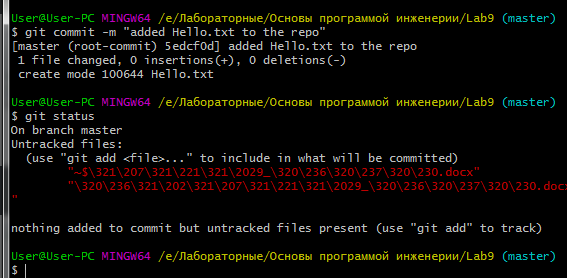 User@User-PC MINGW64 /e/Лабораторные/Основы программой инженерии/Lab9 (master)
$ git commit -m "added Hello.txt to the repo"
[master (root-commit) 5edcf0d] added Hello.txt to the repo
 1 file changed, 0 insertions(+), 0 deletions(-)
 create mode 100644 Hello.txt

User@User-PC MINGW64 /e/Лабораторные/Основы программой инженерии/Lab9 (master)
$ git status
On branch master
Untracked files:
  (use "git add <file>..." to include in what will be committed)
        "~$\321\207\321\221\321\2029_\320\236\320\237\320\230.docx"
        "\320\236\321\202\321\207\321\221\321\2029_\320\236\320\237\320\230.docx
"

nothing added to commit but untracked files present (use "git add" to track)

User@User-PC MINGW64 /e/Лабораторные/Основы программой инженерии/Lab9 (master)
$